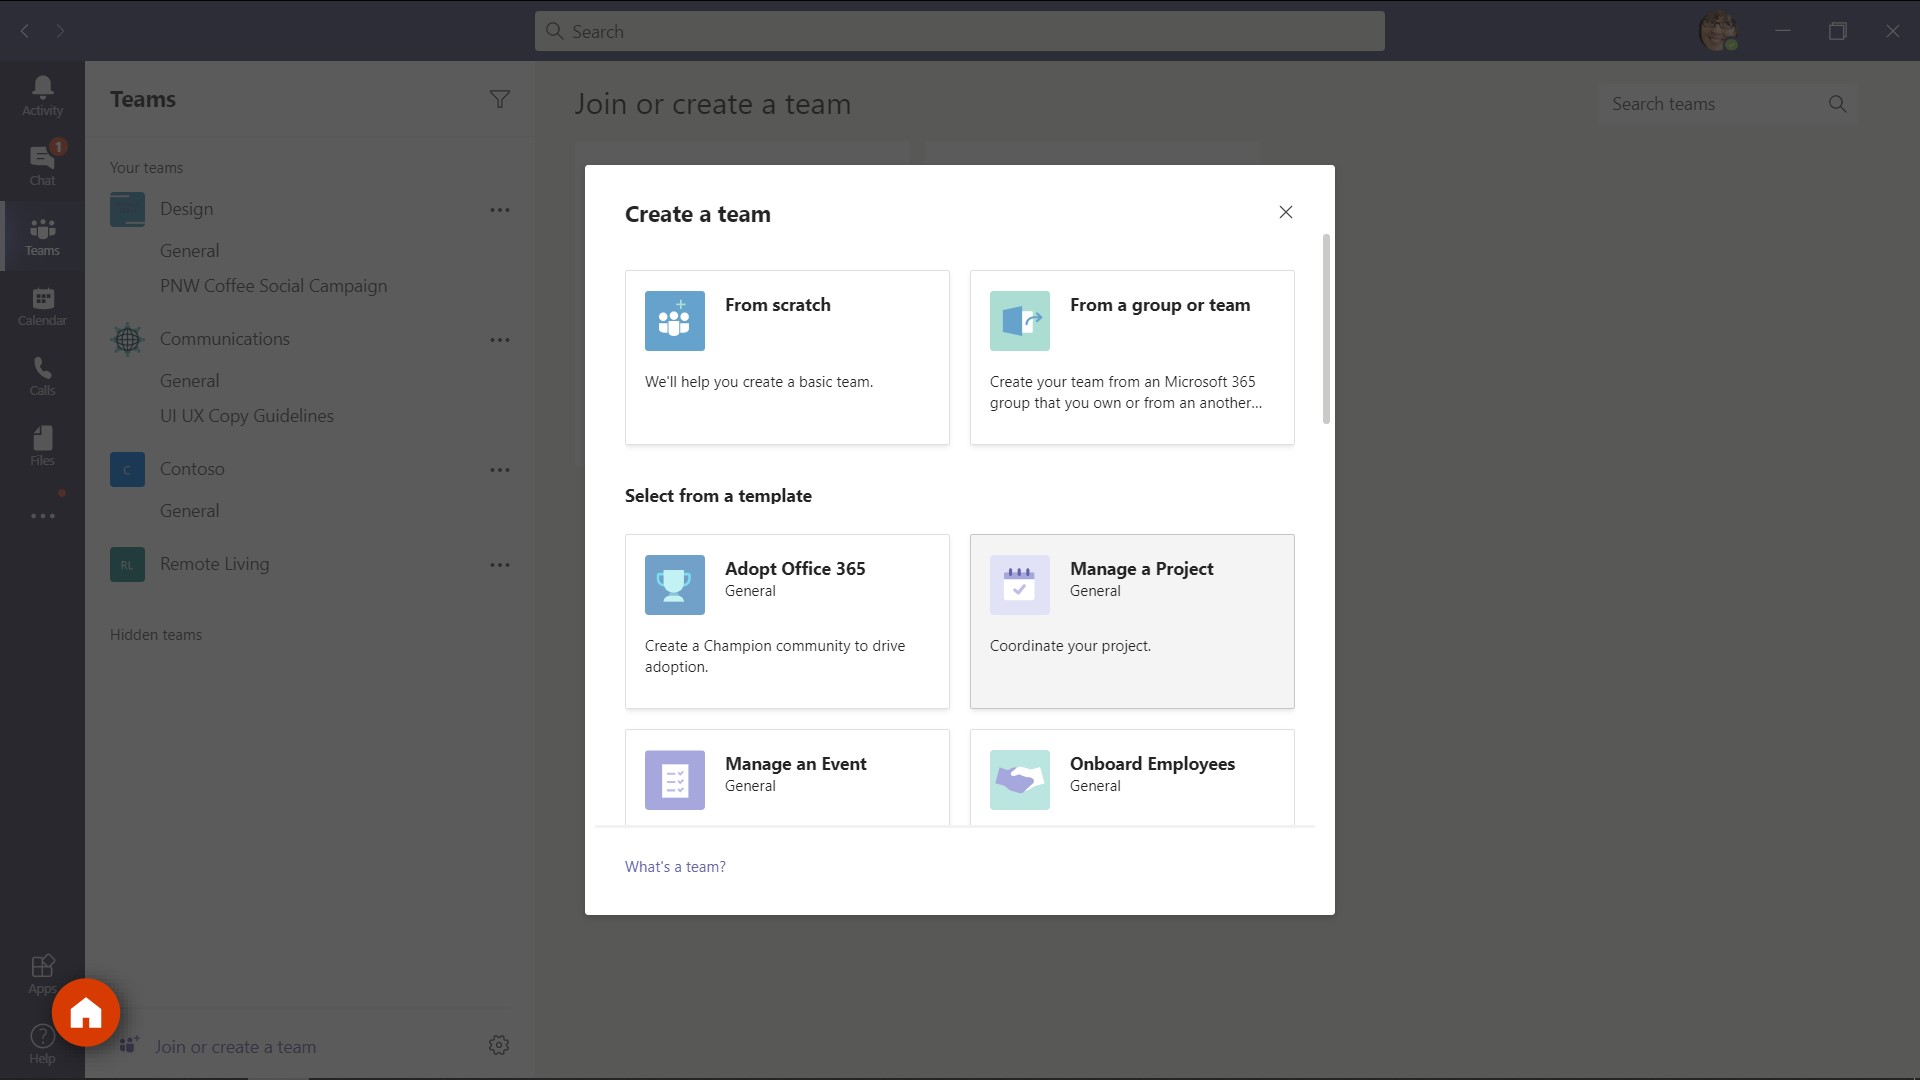 Search
Activity
1
Chat
Teams
Calendar
Calls
Files
Apps
Help
Teams
Your teams
Design
General
PNW Coffee Social Campaign
Communications
General
UI UX Copy Guidelines
C
Contoso
General
RL
Remote Living
Hidden teams
Join or create a team
Join or create a team
Search teams
Create a team
From scratch
We'll help you create a basic team.
From a group or team
Create your team from an Microsoft 365
group that you own or from an another...
Select from a template
Adopt Office 365
General
Create a Champion community to drive
adoption.
Manage a Project
General
Coordinate your project.
Manage an Event
General
Onboard Employees
General
What's a team?